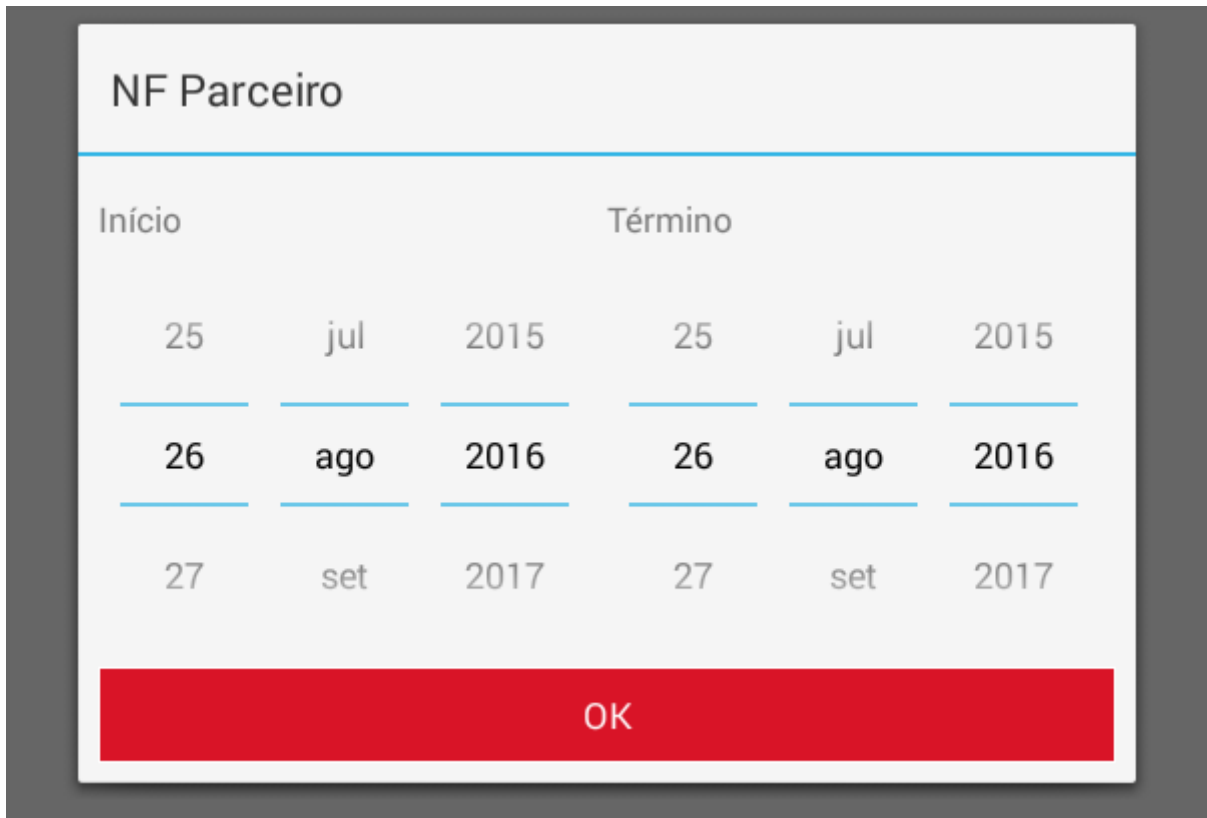 NF Parceiro
Início Término
25 jul 2015 25 jul 2015
26 ago 2016 26 ago 2016
27 set 2017 27 set 2017
OK